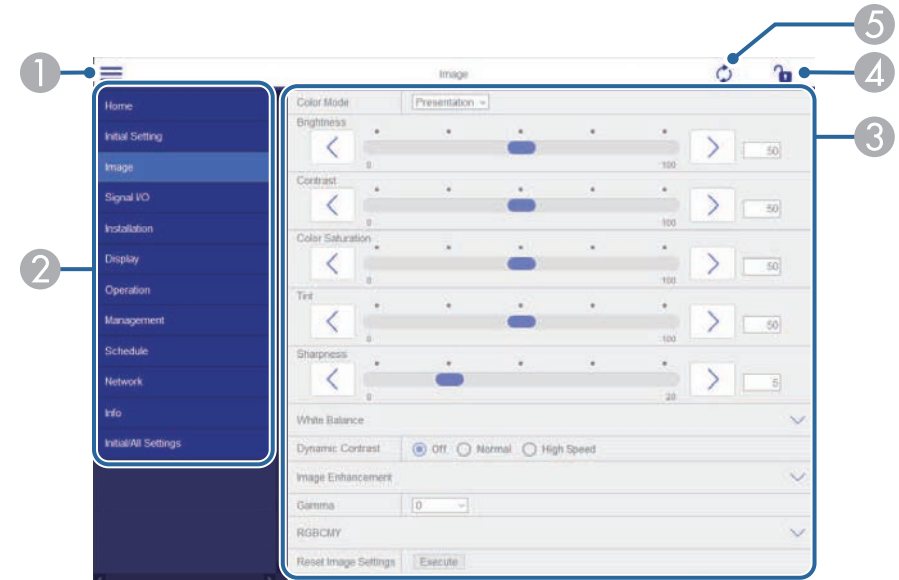 5
1
Image
4
Home
Color Mode
Presentation
Brightness
Initial Setting
3
50
Image
0
100
Contrast
Signal I/O
50
Installation
0
100
Color Saturation
Display
2
50
0
100
Operation
Tint
Management
50
0
100
Schedule
Sharpness
Network
5
0
20
Info
White Balance
Initial/All Settings
Dynamic Contrast
Off
Normal
High Speed
Image Enhancement
Gamma
0
RGBCMY
Reset Image Settings
Execute